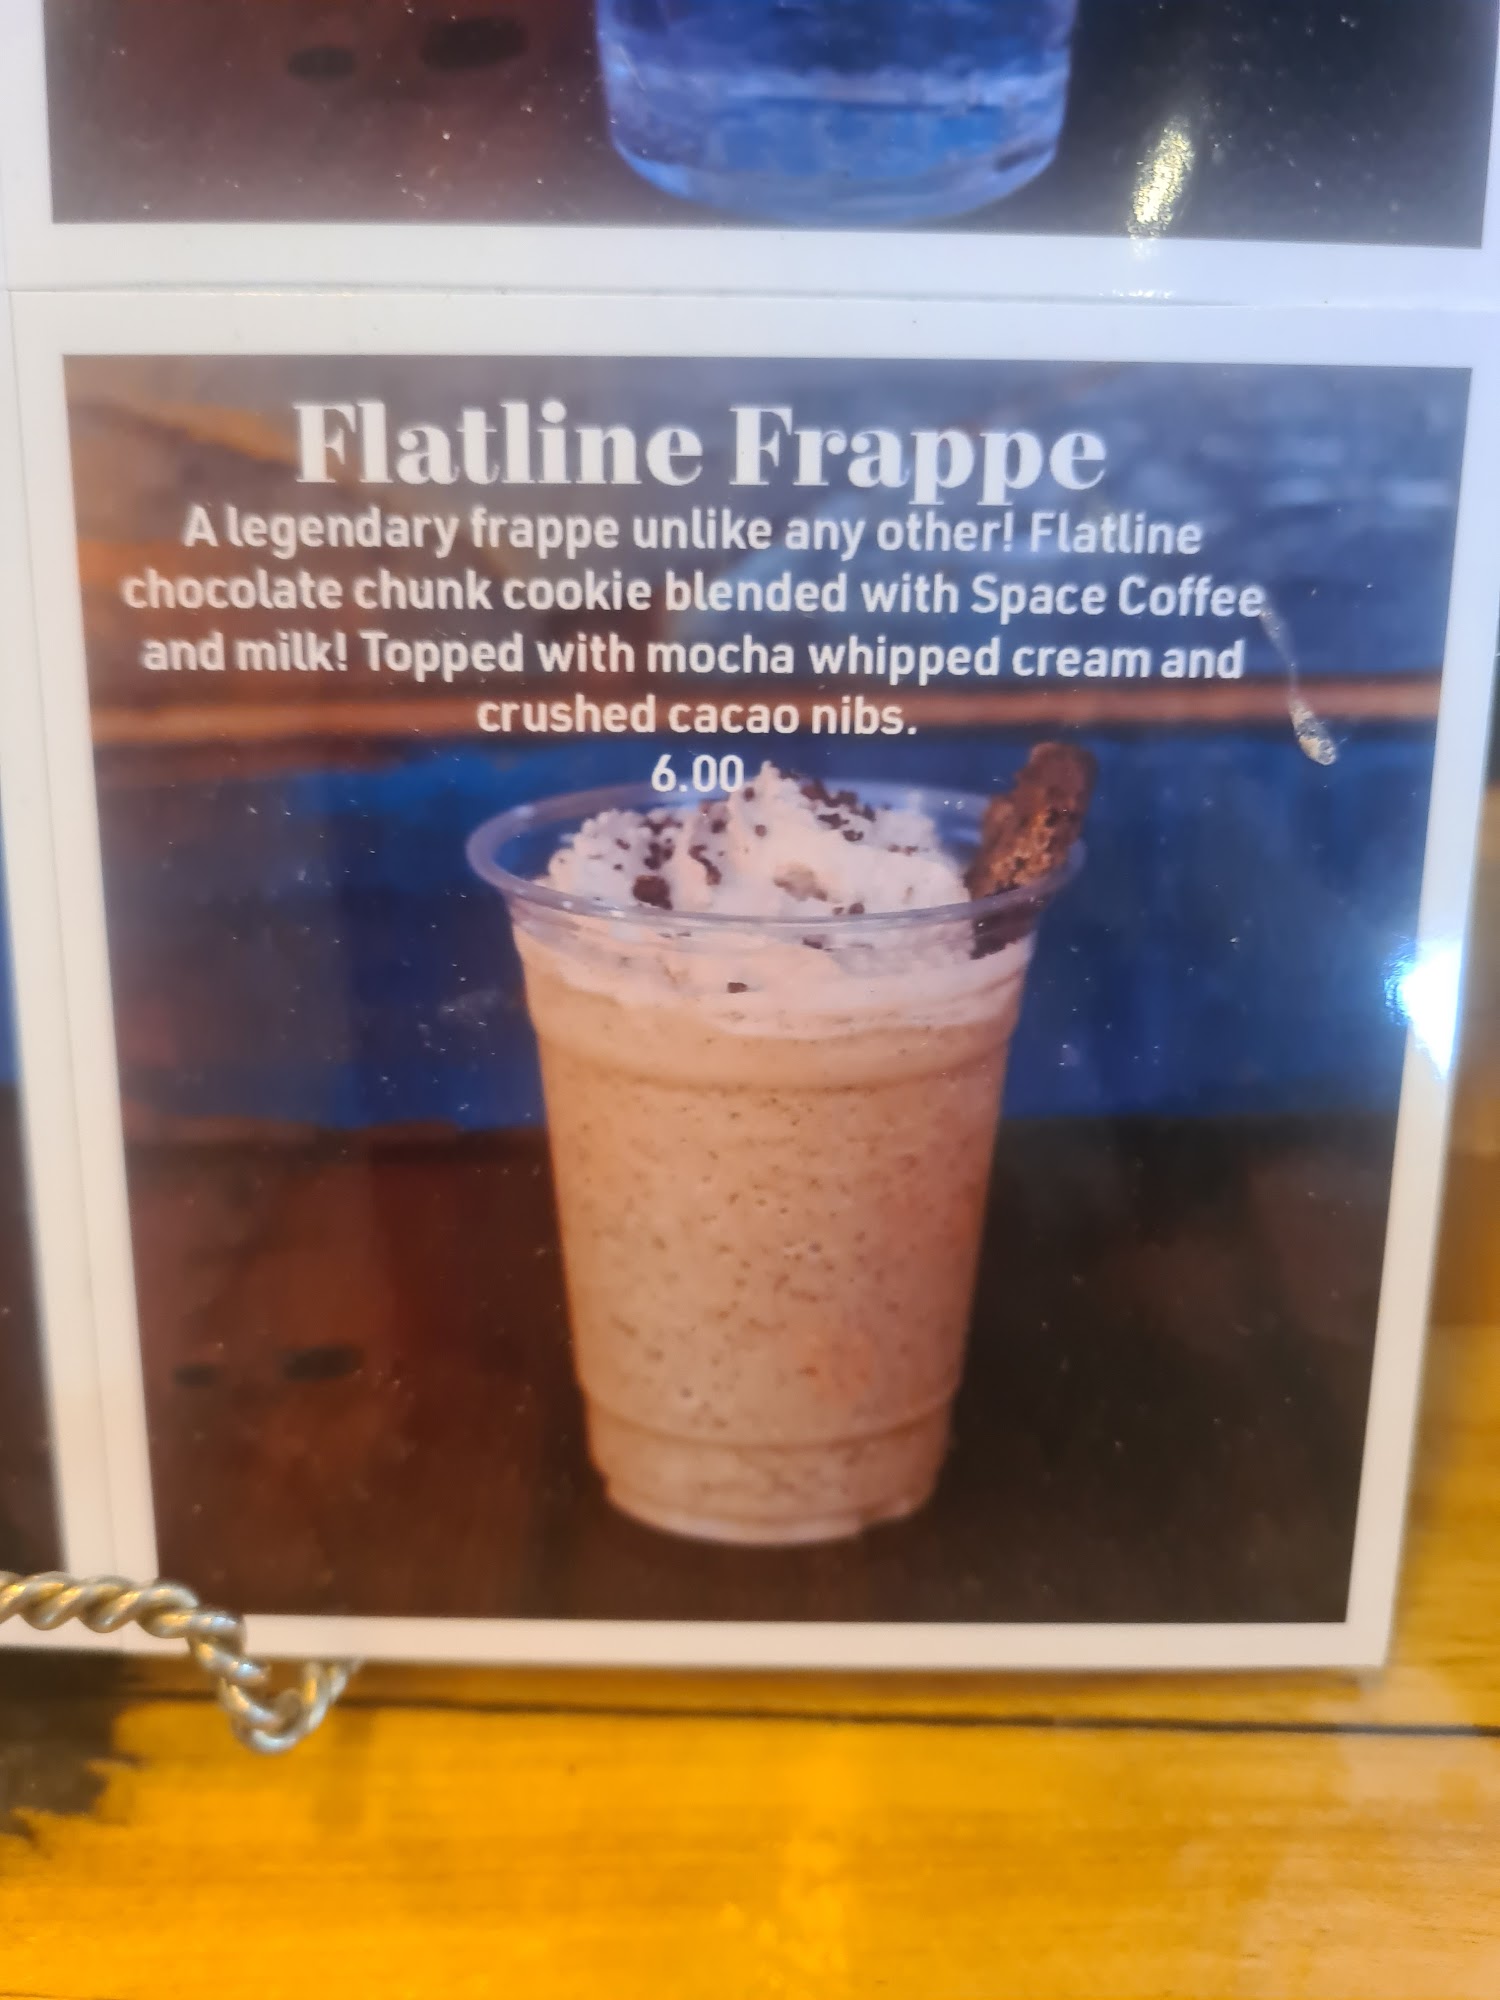 Flatline Frappe
A legendary frappe unlike any other! Flatline
chocolate chunk cookie blended with Space Coffee
and milk! Topped with mocha whipped cream and
crushed cacao nibs.
6.00